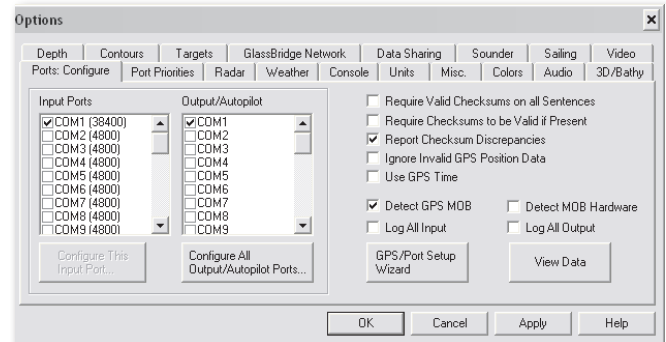 Options
Depth Contours Targets GlassBridge Network Data Sharing Sounder Sailing Video
Ports: Configure Port Priorities Radar Weather Console Units Misc. Colors Audio 3D/Bathy
Input Ports
COM1 (38400)
COM2 (4800)
COM3 (4800)
COM4 (4800)
COM5 (4800)
COM6 (4800)
COM7 (4800)
COM8 (4800)
COM9 (4800)
Configure This
Input Port...
Output/Autopilot
COM1
COM2
COM3
COM4
COM5
COM6
COM7
COM8
COM9
Configure All
Output/Autopilot Ports...
Require Valid Checksums on all Sentences
Require Checksums to be Valid if Present
Report Checksum Discrepancies
Ignore Invalid GPS Position Data
Use GPS Time
Detect GPS MOB Detect MOB Hardware
Log All Input Log All Output
GPS/Port Setup
Wizard
View Data
OK Cancel Apply Help